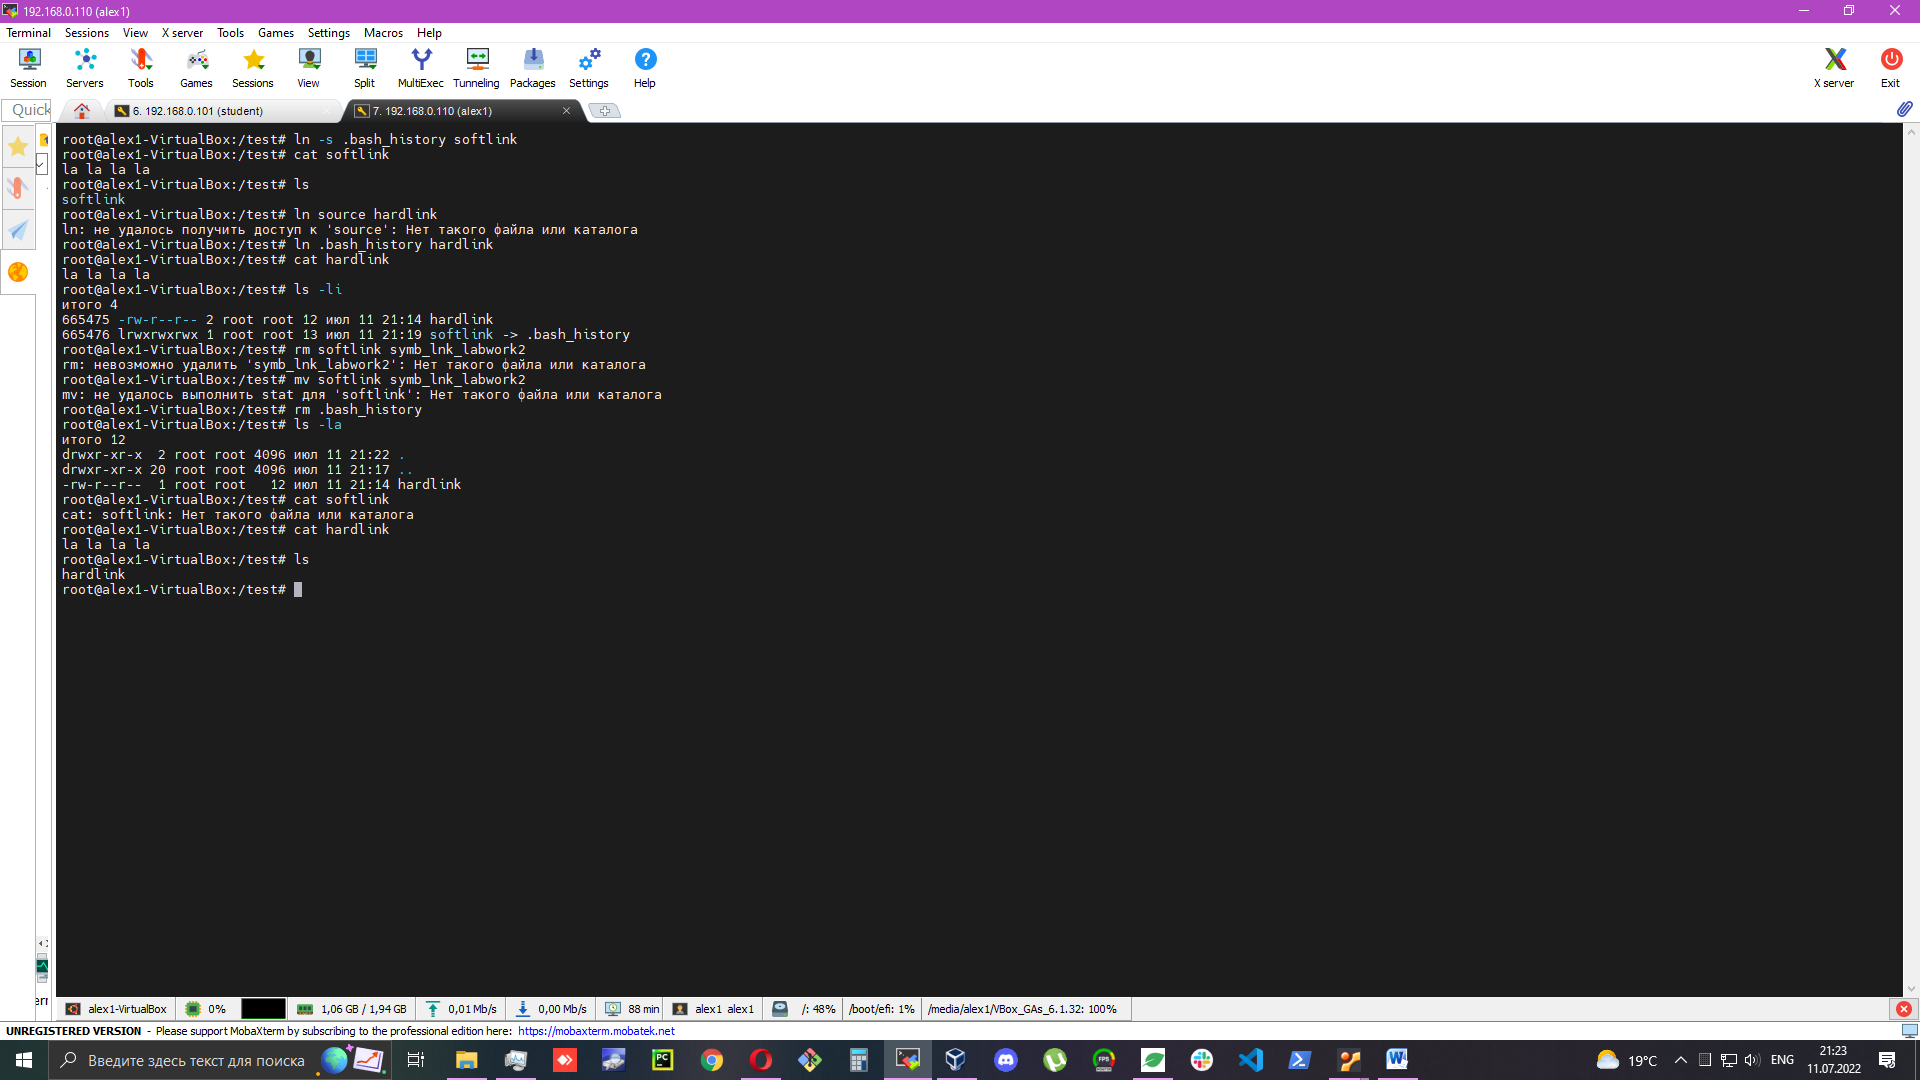 192.168.0.110 (alex1)
Terminal Sessions View X server Tools Games Settings Macros Help
Session Servers Tools Games Sessions View Split MultiExec Tunneling Packages Settings Help X server Exit
Quick 6. 192.168.0.101 (student) 7. 192.168.0.110 (alex1)
root@alex1-VirtualBox:/test# ln -s .bash_history softlink
root@alex1-VirtualBox:/test# cat softlink
la la la la
root@alex1-VirtualBox:/test# ls
softlink
root@alex1-VirtualBox:/test# ln source hardlink
ln: не удалось получить доступ к 'source': Нет такого файла или каталога
root@alex1-VirtualBox:/test# ln .bash_history hardlink
root@alex1-VirtualBox:/test# cat hardlink
la la la la
root@alex1-VirtualBox:/test# ls -li
итого 4
665475 -rw-r--r-- 2 root root 12 июл 11 21:14 hardlink
665476 lrwxrwxrwx 1 root root 13 июл 11 21:19 softlink -> .bash_history
root@alex1-VirtualBox:/test# rm softlink symb_lnk_labwork2
rm: невозможно удалить 'symb_lnk_labwork2': Нет такого файла или каталога
root@alex1-VirtualBox:/test# mv softlink symb_lnk_labwork2
mv: не удалось выполнить stat для 'softlink': Нет такого файла или каталога
root@alex1-VirtualBox:/test# rm .bash_history
root@alex1-VirtualBox:/test# ls -la
итого 12
drwxr-xr-x  2 root root 4096 июл 11 21:22 .
drwxr-xr-x 20 root root 4096 июл 11 21:17 ..
-rw-r--r--  1 root root   12 июл 11 21:14 hardlink
root@alex1-VirtualBox:/test# cat softlink
cat: softlink: Нет такого файла или каталога
root@alex1-VirtualBox:/test# cat hardlink
la la la la
root@alex1-VirtualBox:/test# ls
hardlink
root@alex1-VirtualBox:/test#
alex1-VirtualBox 0% 1,06 GB / 1,94 GB 0,01 Mb/s 0,00 Mb/s 88 min alex1 alex1 /: 48% /boot/efi: 1% /media/alex1/VBox_GAs_6.1.32: 100%
UNREGISTERED VERSION - Please support MobaXterm by subscribing to the professional edition here: https://mobaxterm.mobatek.net
Введите здесь текст для поиска 19°C ENG 21:23
11.07.2022